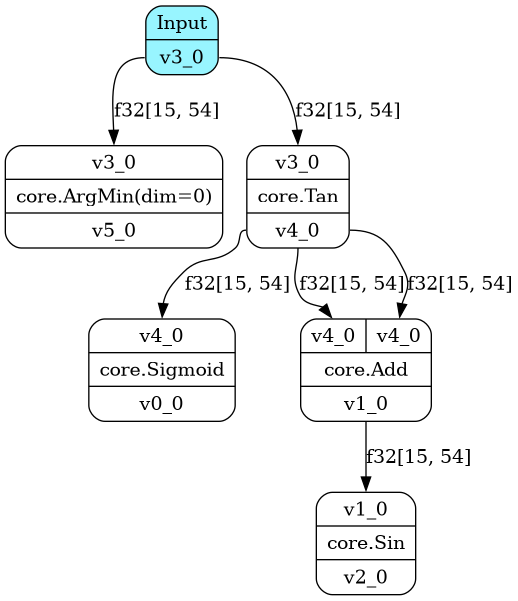 Input
v3_0
f32[15, 54]
f32[15, 54]
v3_0
core.ArgMin(dim=0)
v5_0
v3_0
core.Tan
v4_0
f32[15, 54]
f32[15, 54]
f32[15, 54]
v4_0
core.Sigmoid
v0_0
v4_0 v4_0
core.Add
v1_0
f32[15, 54]
v1_0
core.Sin
v2_0